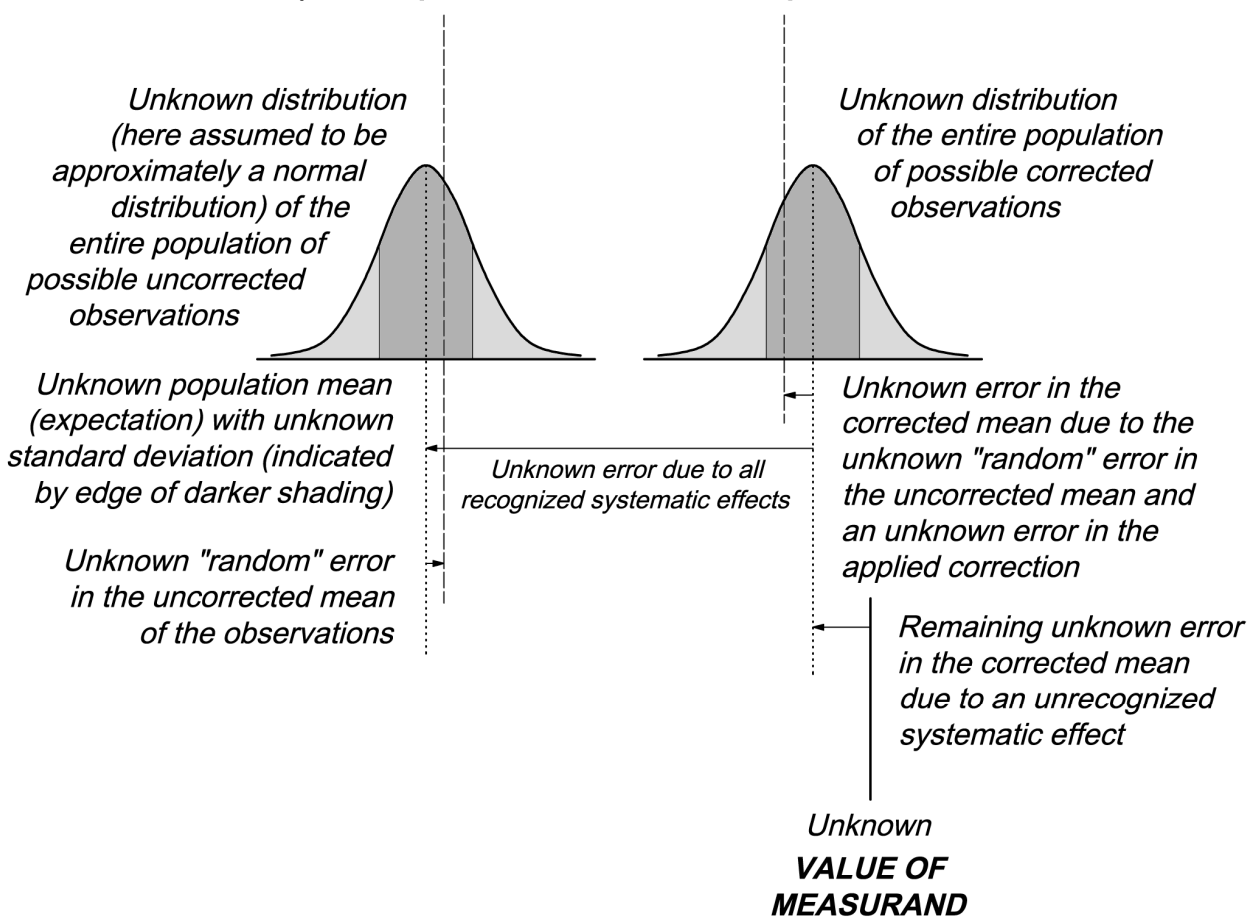 Unknown distribution
(here assumed to be
approximately a normal
distribution) of the
entire population of
possible uncorrected
observations
Unknown distribution
of the entire population
of possible corrected
observations
Unknown population mean
(expectation) with unknown
standard deviation (indicated
by edge of darker shading)
Unknown error due to all
recognized systematic effects
Unknown error in the
corrected mean due to the
unknown "random" error in
the uncorrected mean and
an unknown error in the
applied correction
Unknown "random" error
in the uncorrected mean
of the observations
Remaining unknown error
in the corrected mean
due to an unrecognized
systematic effect
Unknown
VALUE OF
MEASURAND